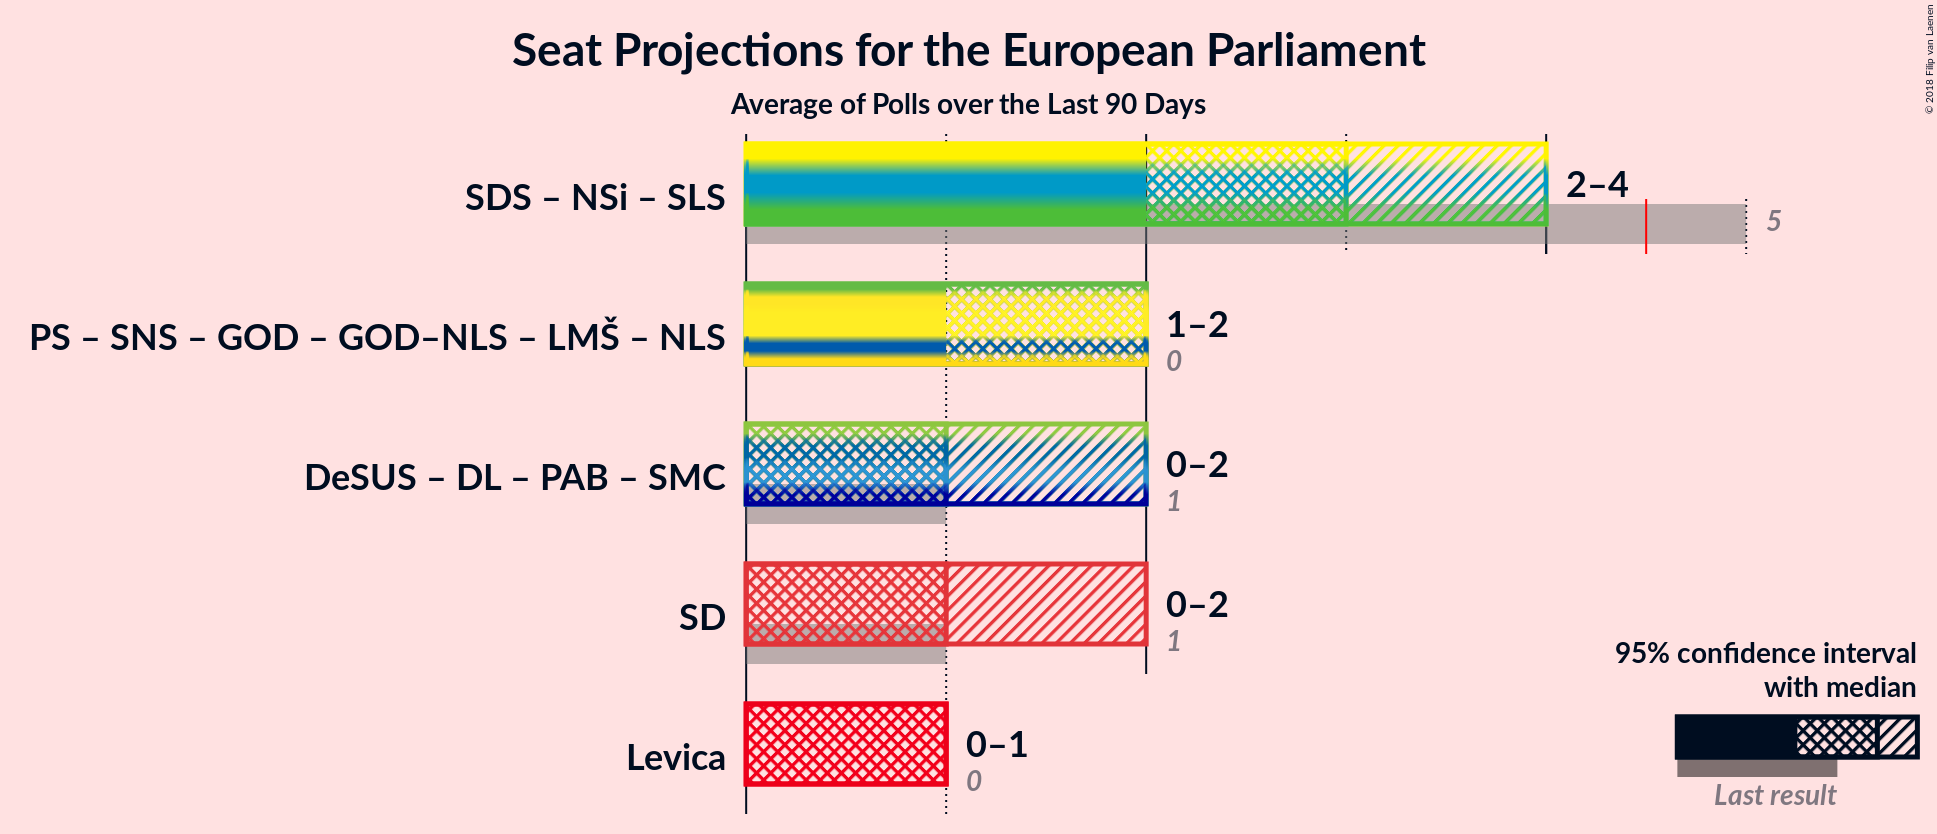 Seat Projections for the European Parliament
Average of Polls over the Last 90 Days
© 2018 Filip van Laenen
SDS – NSi – SLS
2–4
5
PS – SNS – GOD – GOD–NLS – LMŠ – NLS
1–2
0
DeSUS – DL – PAB – SMC
0–2
1
SD
0–2
1
Levica
0–1
0
95% confidence interval
with median
Last result